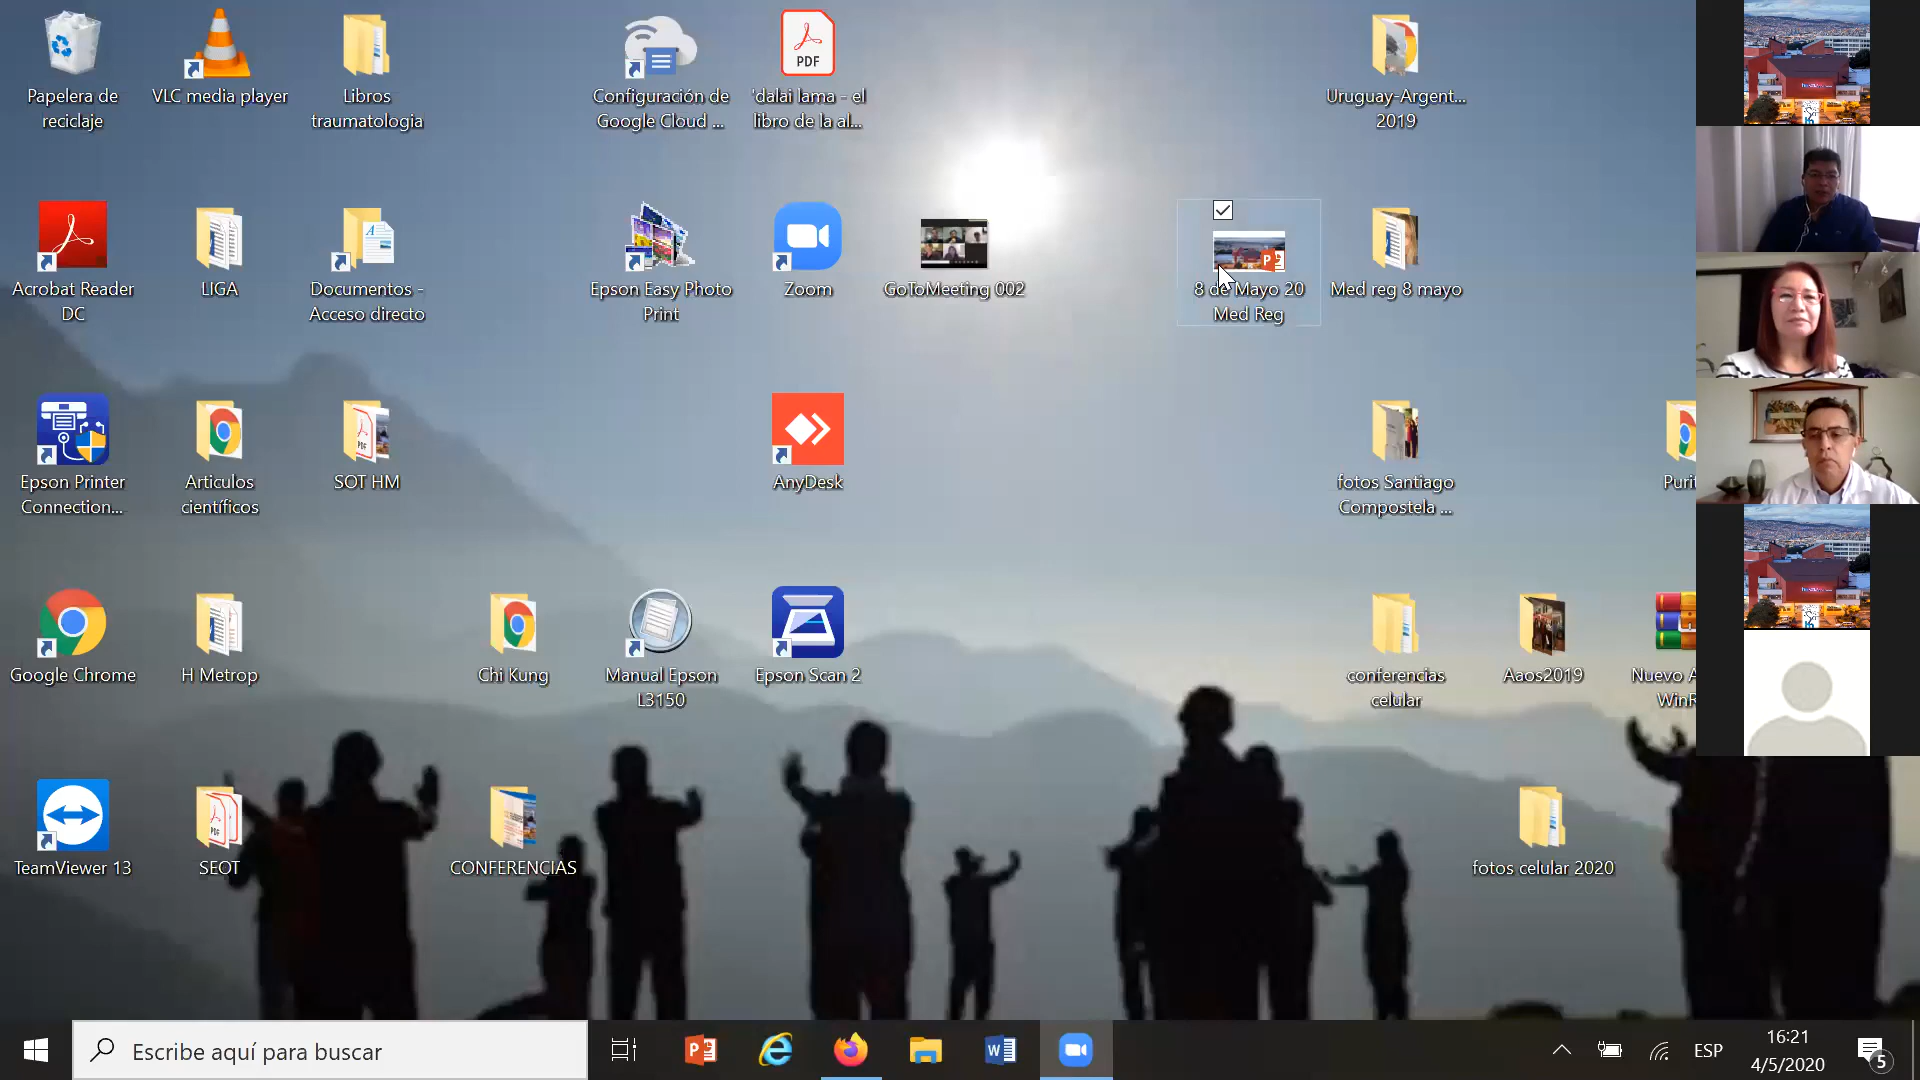 Papelera de
reciclaje
VLC media player
Libros
traumatologia
Configuración de
Google Cloud ...
PDF
'dalai lama - el
libro de la al...
Uruguay-Argent...
2019
Acrobat Reader
DC
LIGA
Documentos -
Acceso directo
Epson Easy Photo
Print
Zoom
GoToMeeting 002
8 de Mayo 20
Med Reg
Med reg 8 mayo
Epson Printer
Connection...
Articulos
científicos
SOT HM
AnyDesk
fotos Santiago
Compostela ...
Purit
Google Chrome
H Metrop
Chi Kung
Manual Epson
L3150
Epson Scan 2
conferencias
celular
Aaos2019
Nuevo A
WinR
TeamViewer 13
SEOT
CONFERENCIAS
fotos celular 2020
Escribe aquí para buscar
ESP
16:21
4/5/2020
5